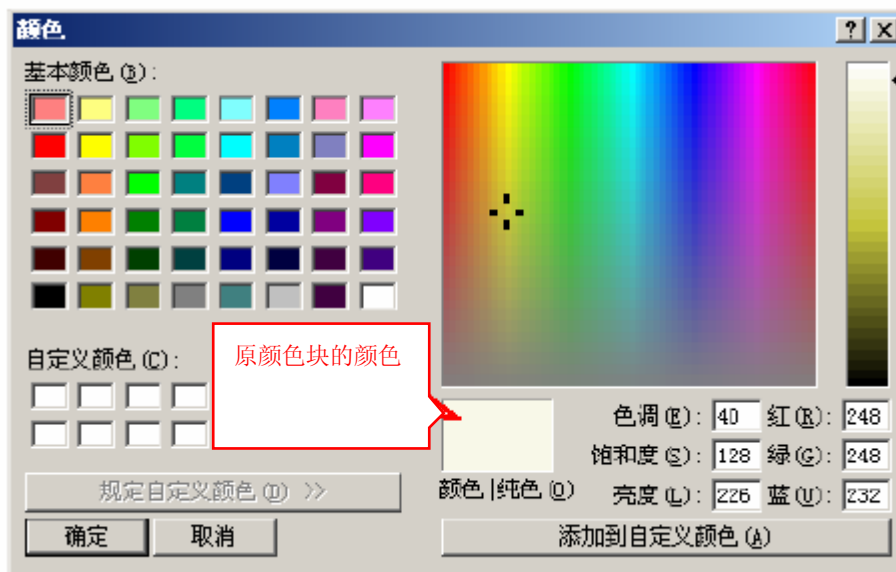 颜色
基本颜色(B):
自定义颜色(C):
原颜色块的颜色
规定自定义颜色(D) >>
确定 取消
颜色|纯色(O)
色调(E): 40 红(R): 248
饱和度(S): 128 绿(G): 248
亮度(L): 226 蓝(U): 232
添加到自定义颜色(A)